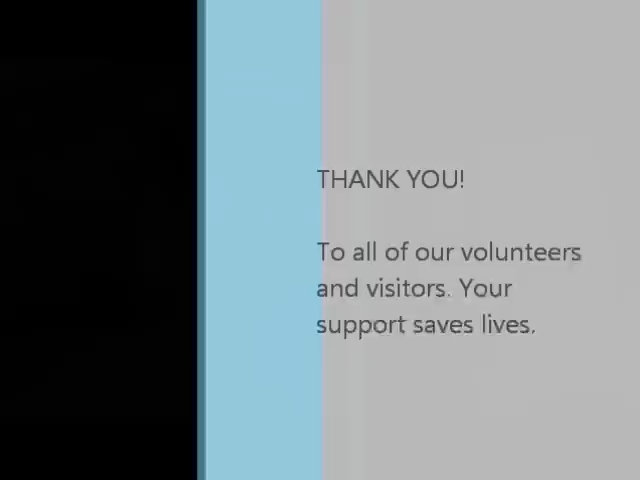 THANK YOU!
To all of our volunteers
and visitors. Your
support saves lives.